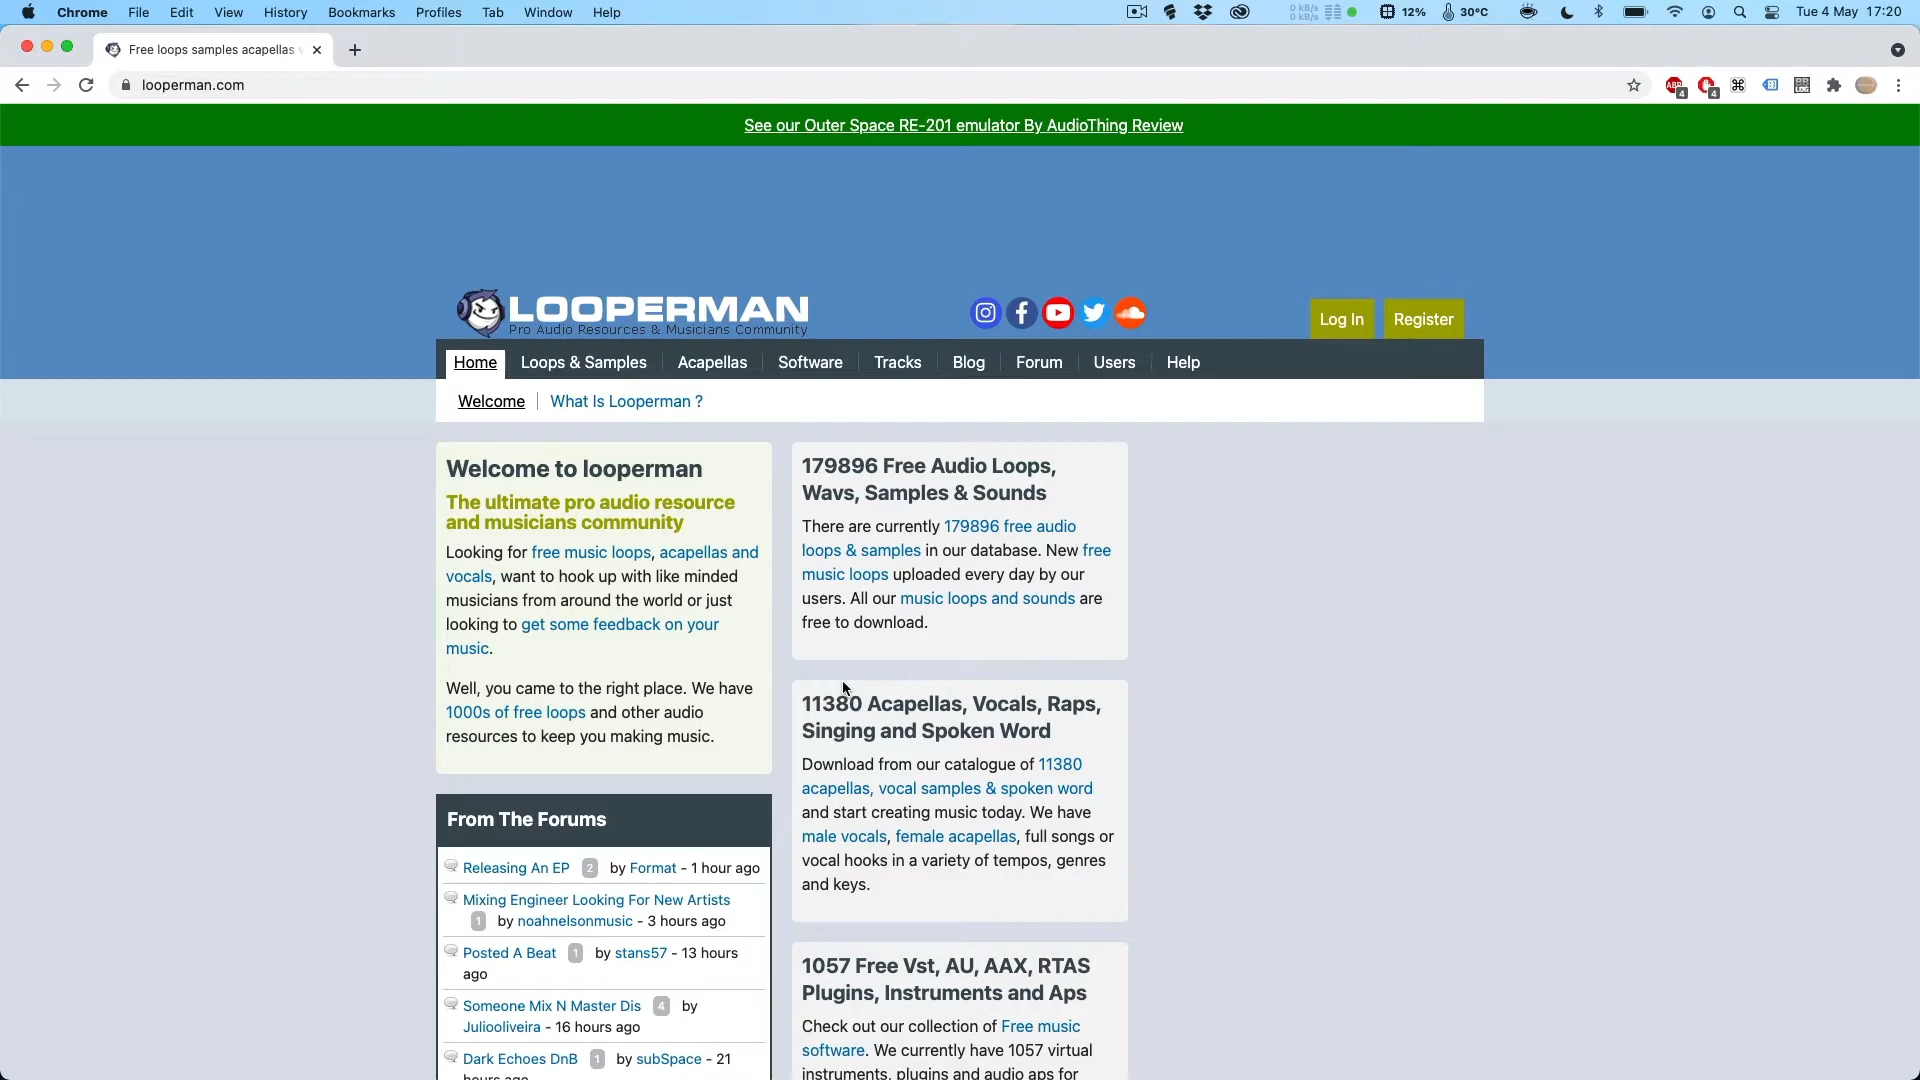 Chrome File Edit View History Bookmarks Profiles Tab Window Help
0 kB/s
0 kB/s
12% 30°C Tue 4 May 17:20
Free loops samples acapellas
looperman.com
4 4
See our Outer Space RE-201 emulator By AudioThing Review
LOOPERMAN
Pro Audio Resources & Musicians Community
Log In Register
Home Loops & Samples Acapellas Software Tracks Blog Forum Users Help
Welcome What Is Looperman ?
Welcome to looperman
The ultimate pro audio resource
and musicians community
Looking for free music loops, acapellas and
vocals, want to hook up with like minded
musicians from around the world or just
looking to get some feedback on your
music.
Well, you came to the right place. We have
1000s of free loops and other audio
resources to keep you making music.
From The Forums
Releasing An EP 2 by Format - 1 hour ago
Mixing Engineer Looking For New Artists
1 by noahnelsonmusic - 3 hours ago
Posted A Beat 1 by stans57 - 13 hours
ago
Someone Mix N Master Dis 4 by
Juliooliveira - 16 hours ago
Dark Echoes DnB 1 by subSpace - 21
hours ago
179896 Free Audio Loops,
Wavs, Samples & Sounds
There are currently 179896 free audio
loops & samples in our database. New free
music loops uploaded every day by our
users. All our music loops and sounds are
free to download.
11380 Acapellas, Vocals, Raps,
Singing and Spoken Word
Download from our catalogue of 11380
acapellas, vocal samples & spoken word
and start creating music today. We have
male vocals, female acapellas, full songs or
vocal hooks in a variety of tempos, genres
and keys.
1057 Free Vst, AU, AAX, RTAS
Plugins, Instruments and Aps
Check out our collection of Free music
software. We currently have 1057 virtual
instruments, plugins and audio aps for